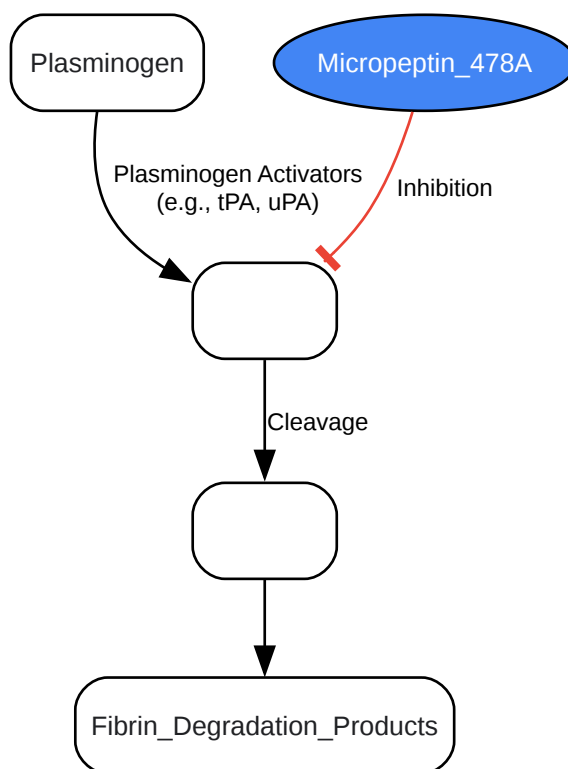 Plasminogen
Micropeptin_478A
Plasminogen Activators
(e.g., tPA, uPA)
Inhibition
Cleavage
Fibrin_Degradation_Products